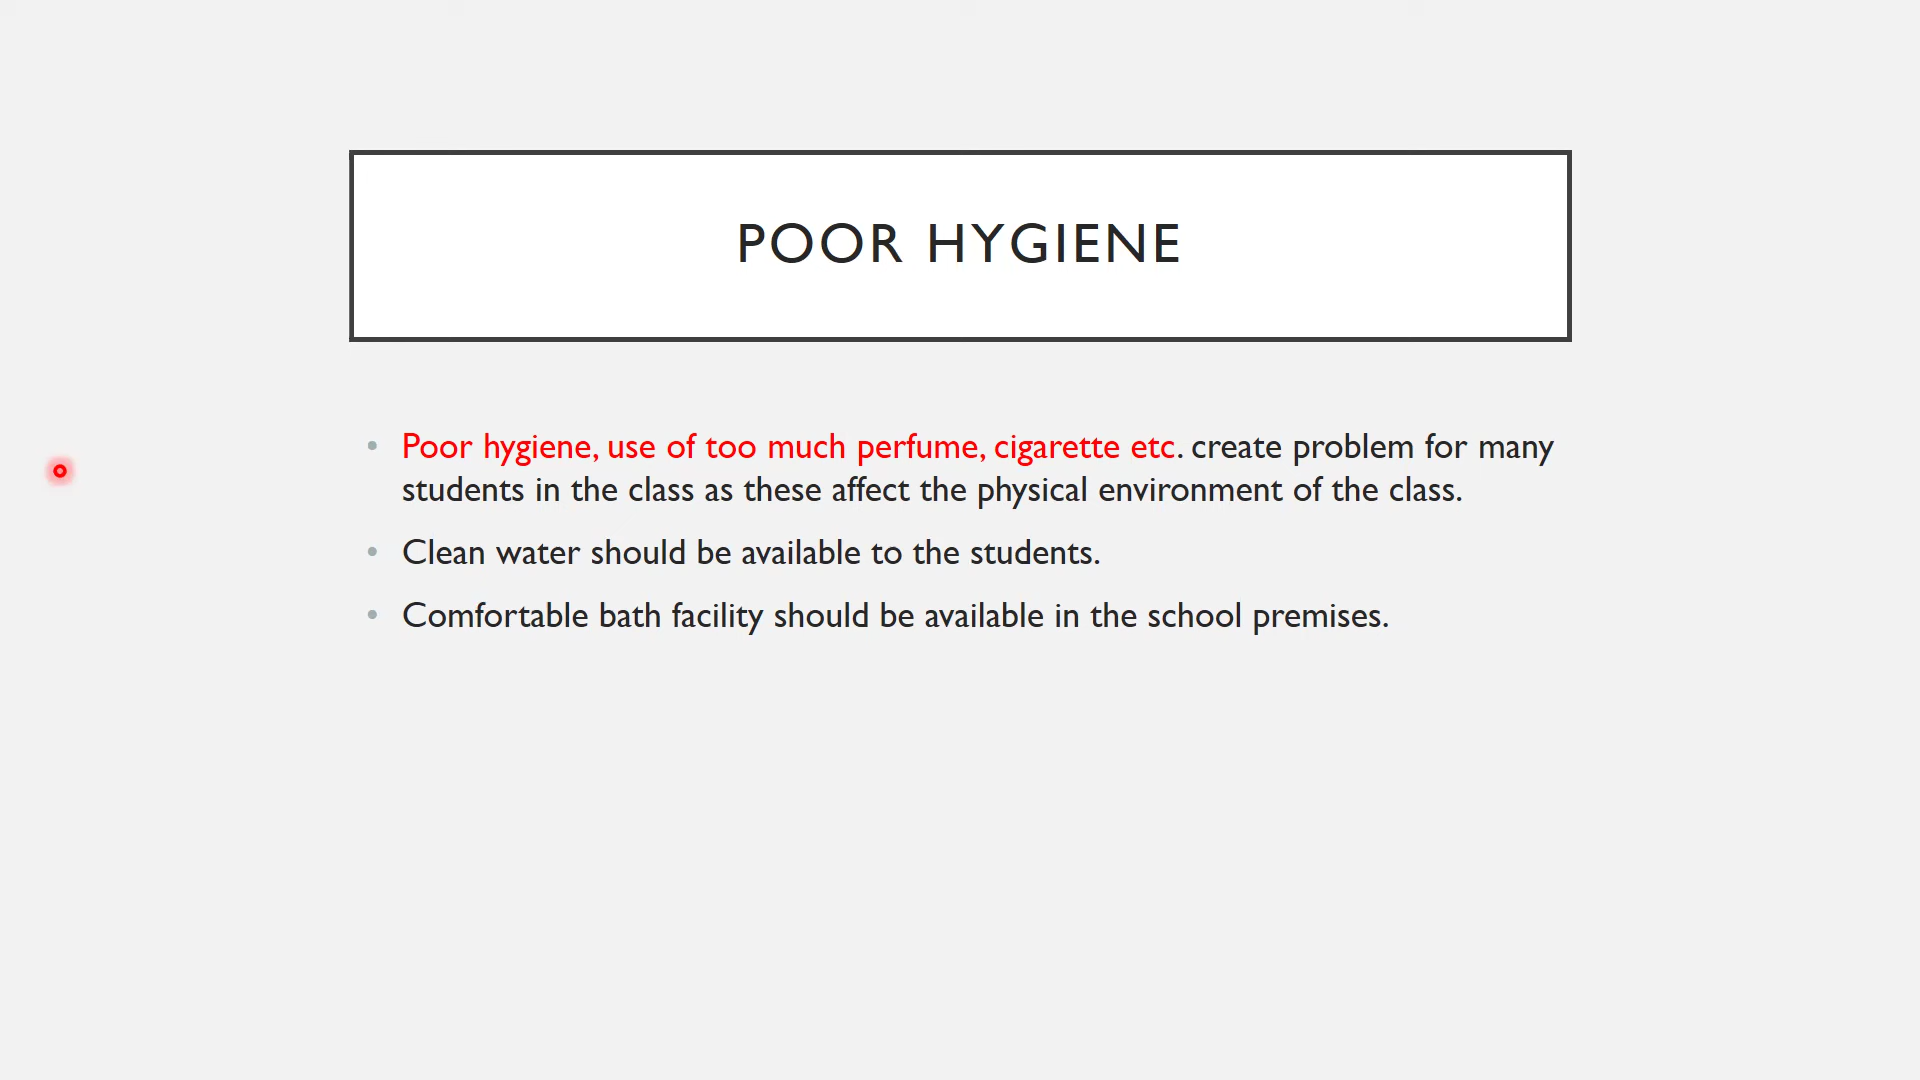 POOR HYGIENE
• Poor hygiene, use of too much perfume, cigarette etc. create problem for many
students in the class as these affect the physical environment of the class.
• Clean water should be available to the students.
• Comfortable bath facility should be available in the school premises.